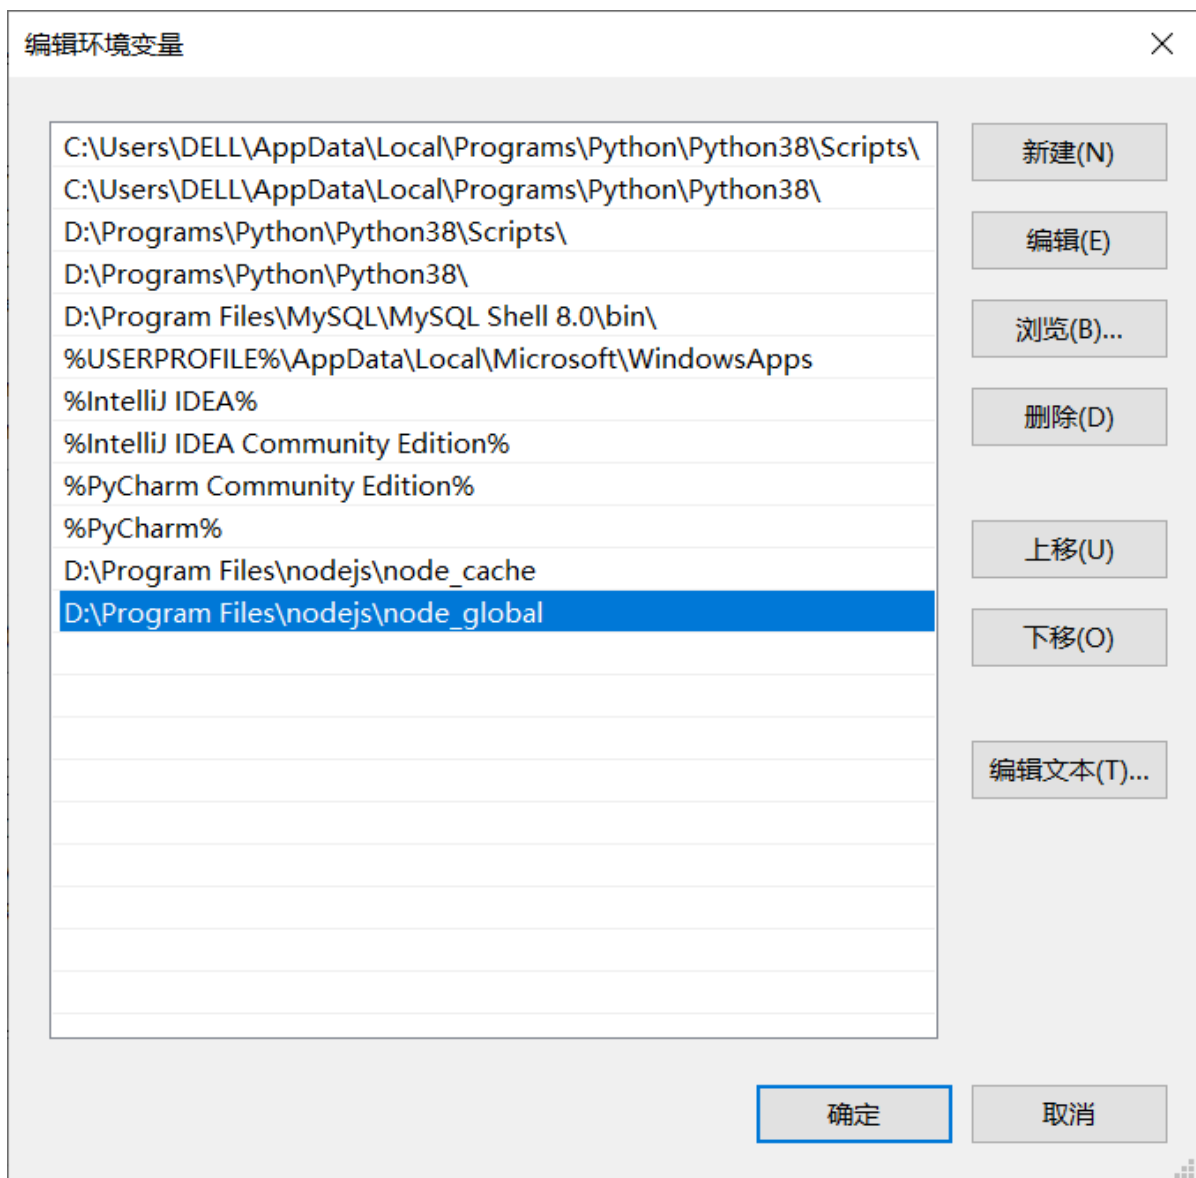 编辑环境变量
C:\Users\DELL\AppData\Local\Programs\Python\Python38\Scripts\
C:\Users\DELL\AppData\Local\Programs\Python\Python38\
D:\Programs\Python\Python38\Scripts\
D:\Programs\Python\Python38\
D:\Program Files\MySQL\MySQL Shell 8.0\bin\
%USERPROFILE%\AppData\Local\Microsoft\WindowsApps
%IntelliJ IDEA%
%IntelliJ IDEA Community Edition%
%PyCharm Community Edition%
%PyCharm%
D:\Program Files\nodejs\node_cache
D:\Program Files\nodejs\node_global
新建(N)
编辑(E)
浏览(B)...
删除(D)
上移(U)
下移(O)
编辑文本(T)...
确定
取消